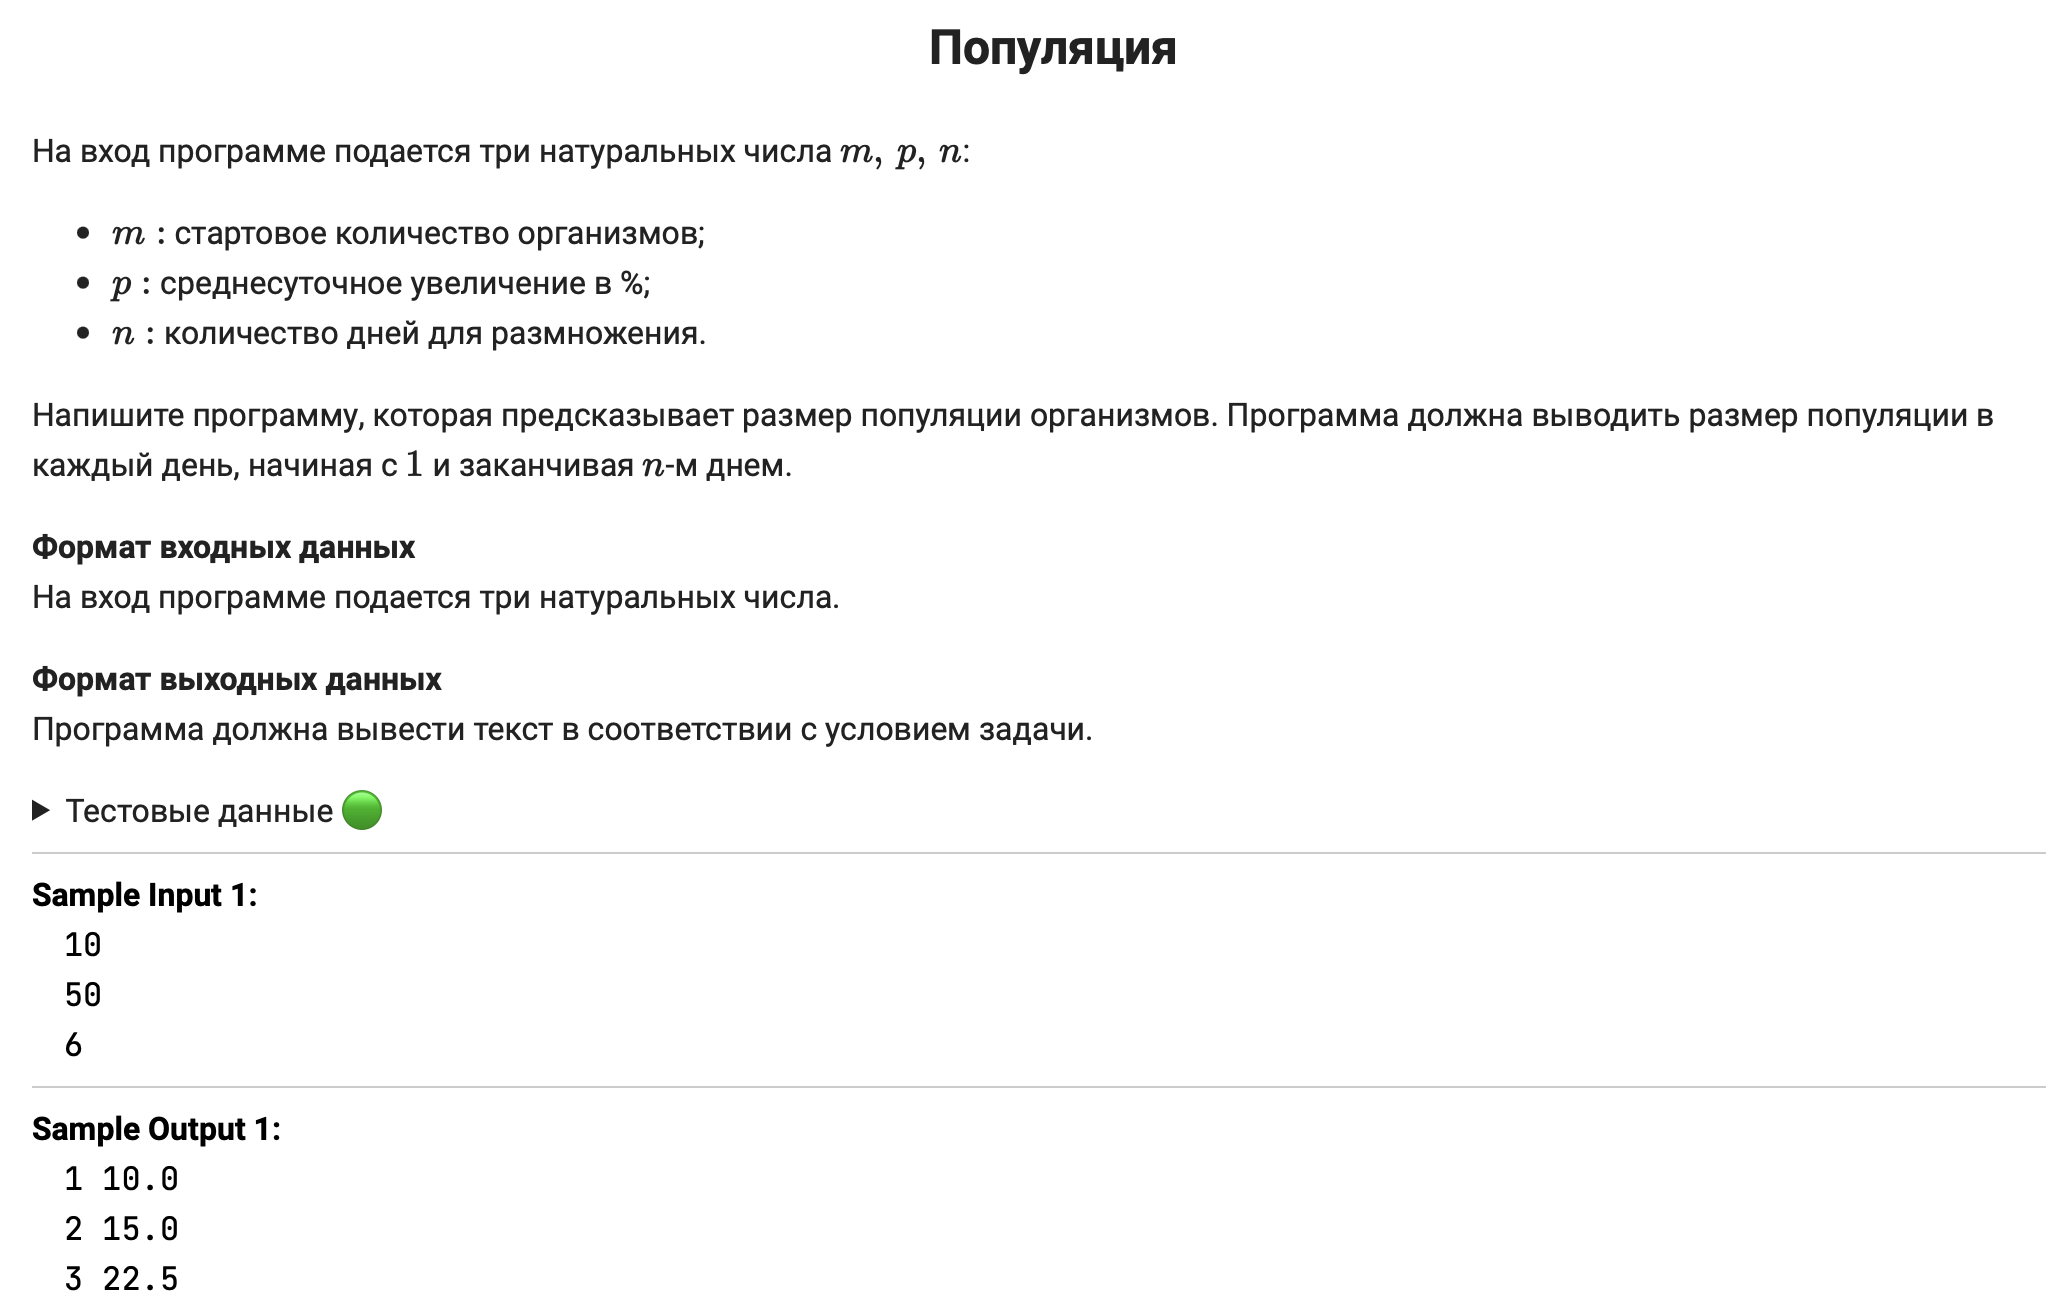 Популяция
На вход программе подается три натуральных числа m, p, n:
• m : стартовое количество организмов;
• p : среднесуточное увеличение в %;
• n : количество дней для размножения.
Напишите программу, которая предсказывает размер популяции организмов. Программа должна выводить размер популяции в
каждый день, начиная с 1 и заканчивая n-м днем.
Формат входных данных
На вход программе подается три натуральных числа.
Формат выходных данных
Программа должна вывести текст в соответствии с условием задачи.
Тестовые данные
Sample Input 1:
10
50
6
Sample Output 1:
1 10.0
2 15.0
3 22.5